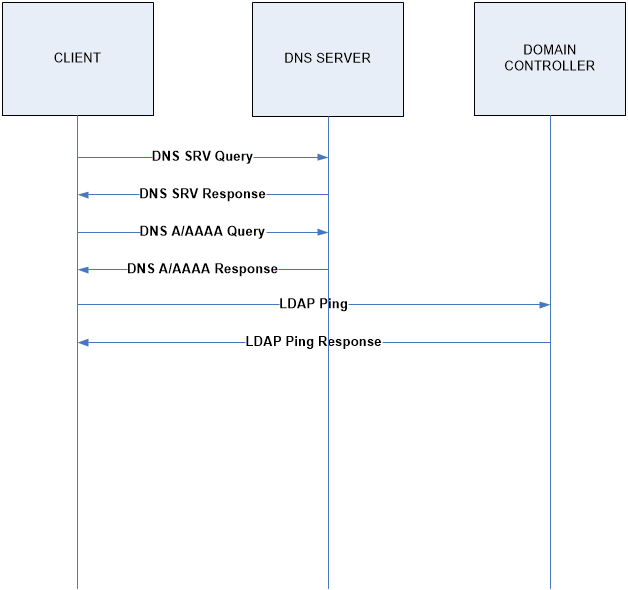 CLIENT
DNS SERVER
DOMAIN
CONTROLLER
DNS SRV Query
DNS SRV Response
DNS A/AAAA Query
DNS A/AAAA Response
LDAP Ping
LDAP Ping Response